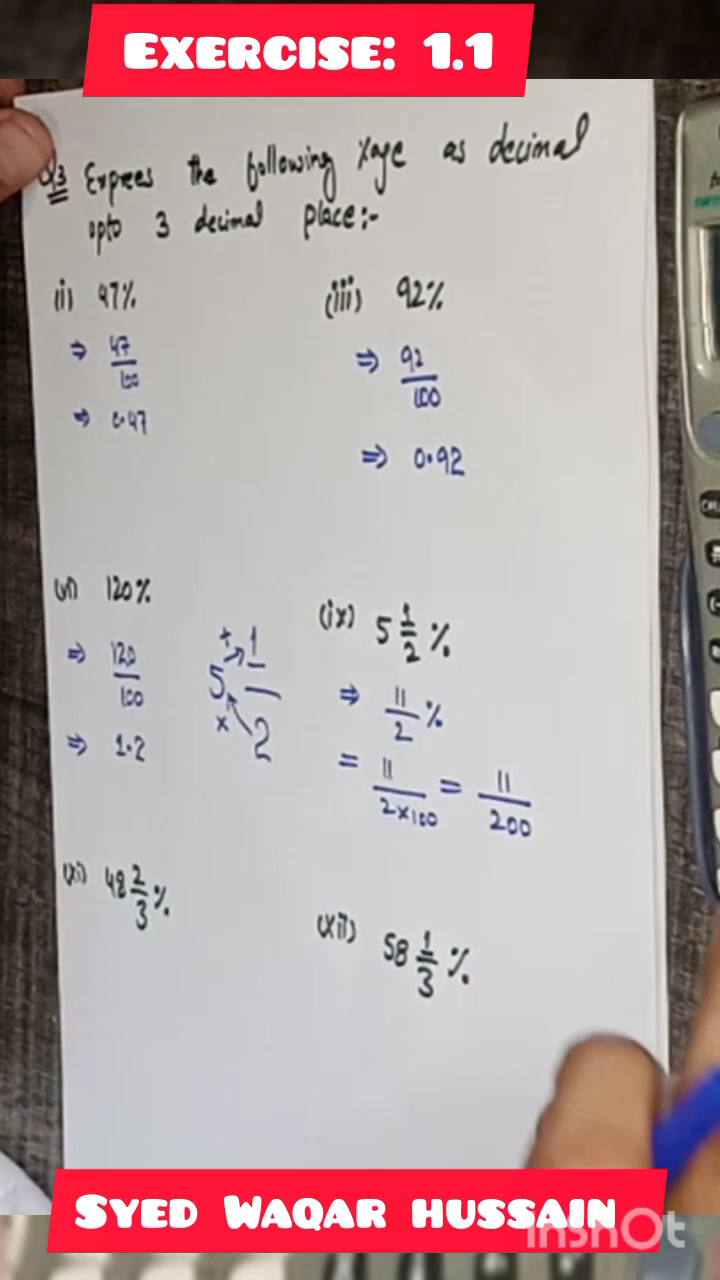 EXERCISE: 1.1
Q3 Exprees the following %age as decimal
upto 3 decimal place:-
(i) 47%
⇒ 47/100
⇒ 0.47
(iii) 92%
⇒ 92/100
⇒ 0.92
(vi) 120%
⇒ 120/100
⇒ 1.2
+ 1
5
× 2
(ix) 5 1/2 %
⇒ 11/2 %
= 11/2×100 = 11/200
(xi) 48 2/3 %
(xii) 58 1/3 %
SYED WAQAR HUSSAIN
inshOt